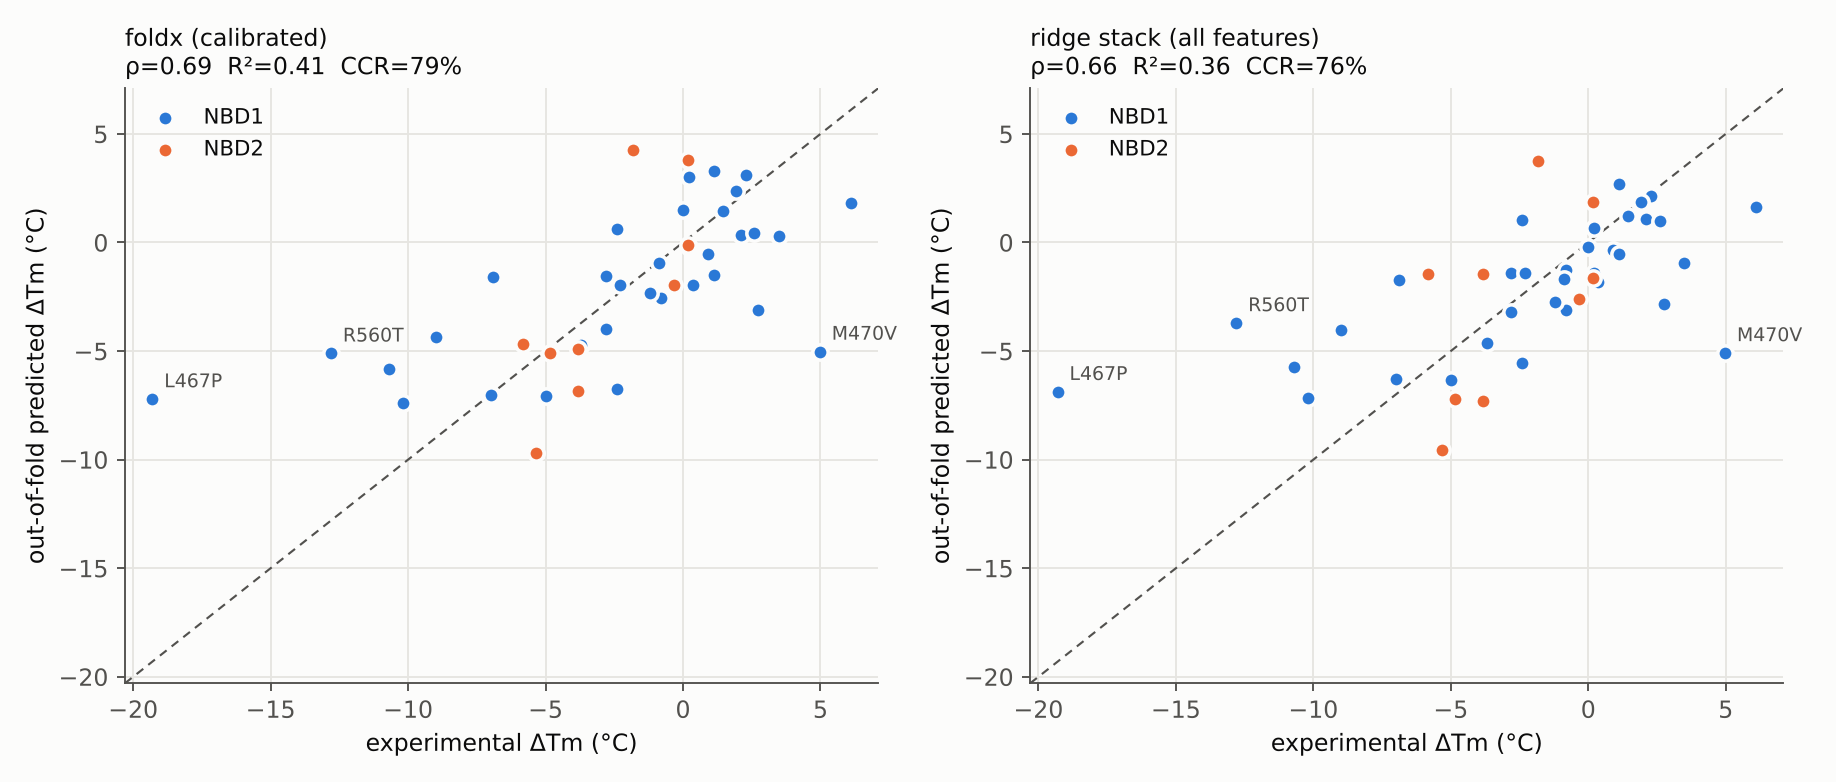 foldx (calibrated)
ρ=0.69 R²=0.41 CCR=79%
NBD1
NBD2
5
0
−5
−10
−15
−20
−20
−15
−10
−5
0
5
R560T
M470V
L467P
out-of-fold predicted ΔTm (°C)
experimental ΔTm (°C)
ridge stack (all features)
ρ=0.66 R²=0.36 CCR=76%
NBD1
NBD2
5
0
−5
−10
−15
−20
−20
−15
−10
−5
0
5
R560T
M470V
L467P
out-of-fold predicted ΔTm (°C)
experimental ΔTm (°C)